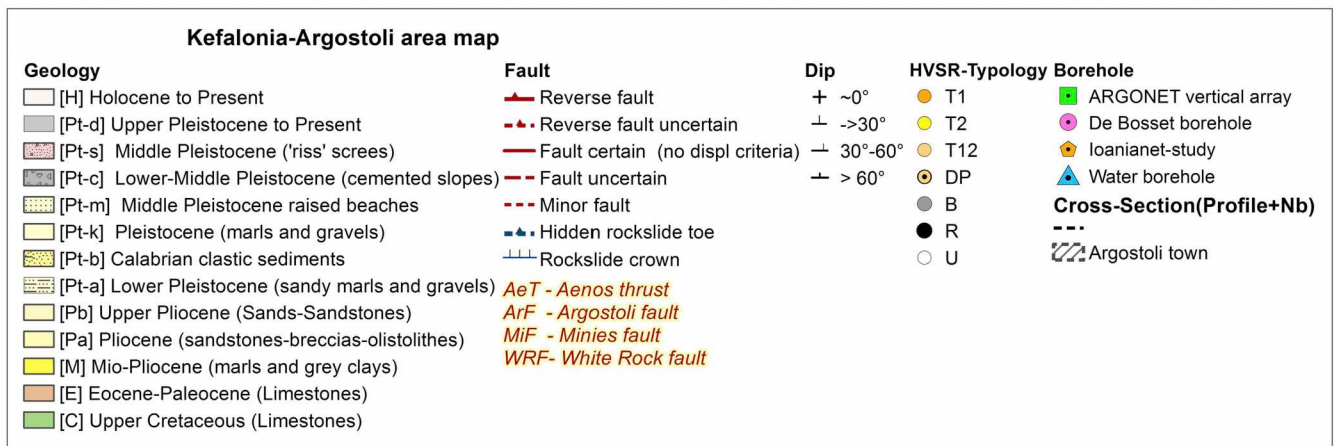 Kefalonia-Argostoli area map
Geology
[H] Holocene to Present
[Pt-d] Upper Pleistocene to Present
[Pt-s] Middle Pleistocene ('riss' screes)
[Pt-c] Lower-Middle Pleistocene (cemented slopes)
[Pt-m] Middle Pleistocene raised beaches
[Pt-k] Pleistocene (marls and gravels)
[Pt-b] Calabrian clastic sediments
[Pt-a] Lower Pleistocene (sandy marls and gravels)
[Pb] Upper Pliocene (Sands-Sandstones)
[Pa] Pliocene (sandstones-breccias-olistolithes)
[M] Mio-Pliocene (marls and grey clays)
[E] Eocene-Paleocene (Limestones)
[C] Upper Cretaceous (Limestones)
Fault
Reverse fault
Reverse fault uncertain
Fault certain (no displ criteria)
Fault uncertain
Minor fault
Hidden rockslide toe
Rockslide crown
AeT - Aenos thrust
ArF - Argostoli fault
MiF - Minies fault
WRF- White Rock fault
Dip
~0°
->30°
30°-60°
> 60°
HVSR-Typology
T1
T2
T12
DP
B
R
U
Borehole
ARGONET vertical array
De Bosset borehole
Ioanianet-study
Water borehole
Cross-Section(Profile+Nb)
Argostoli town